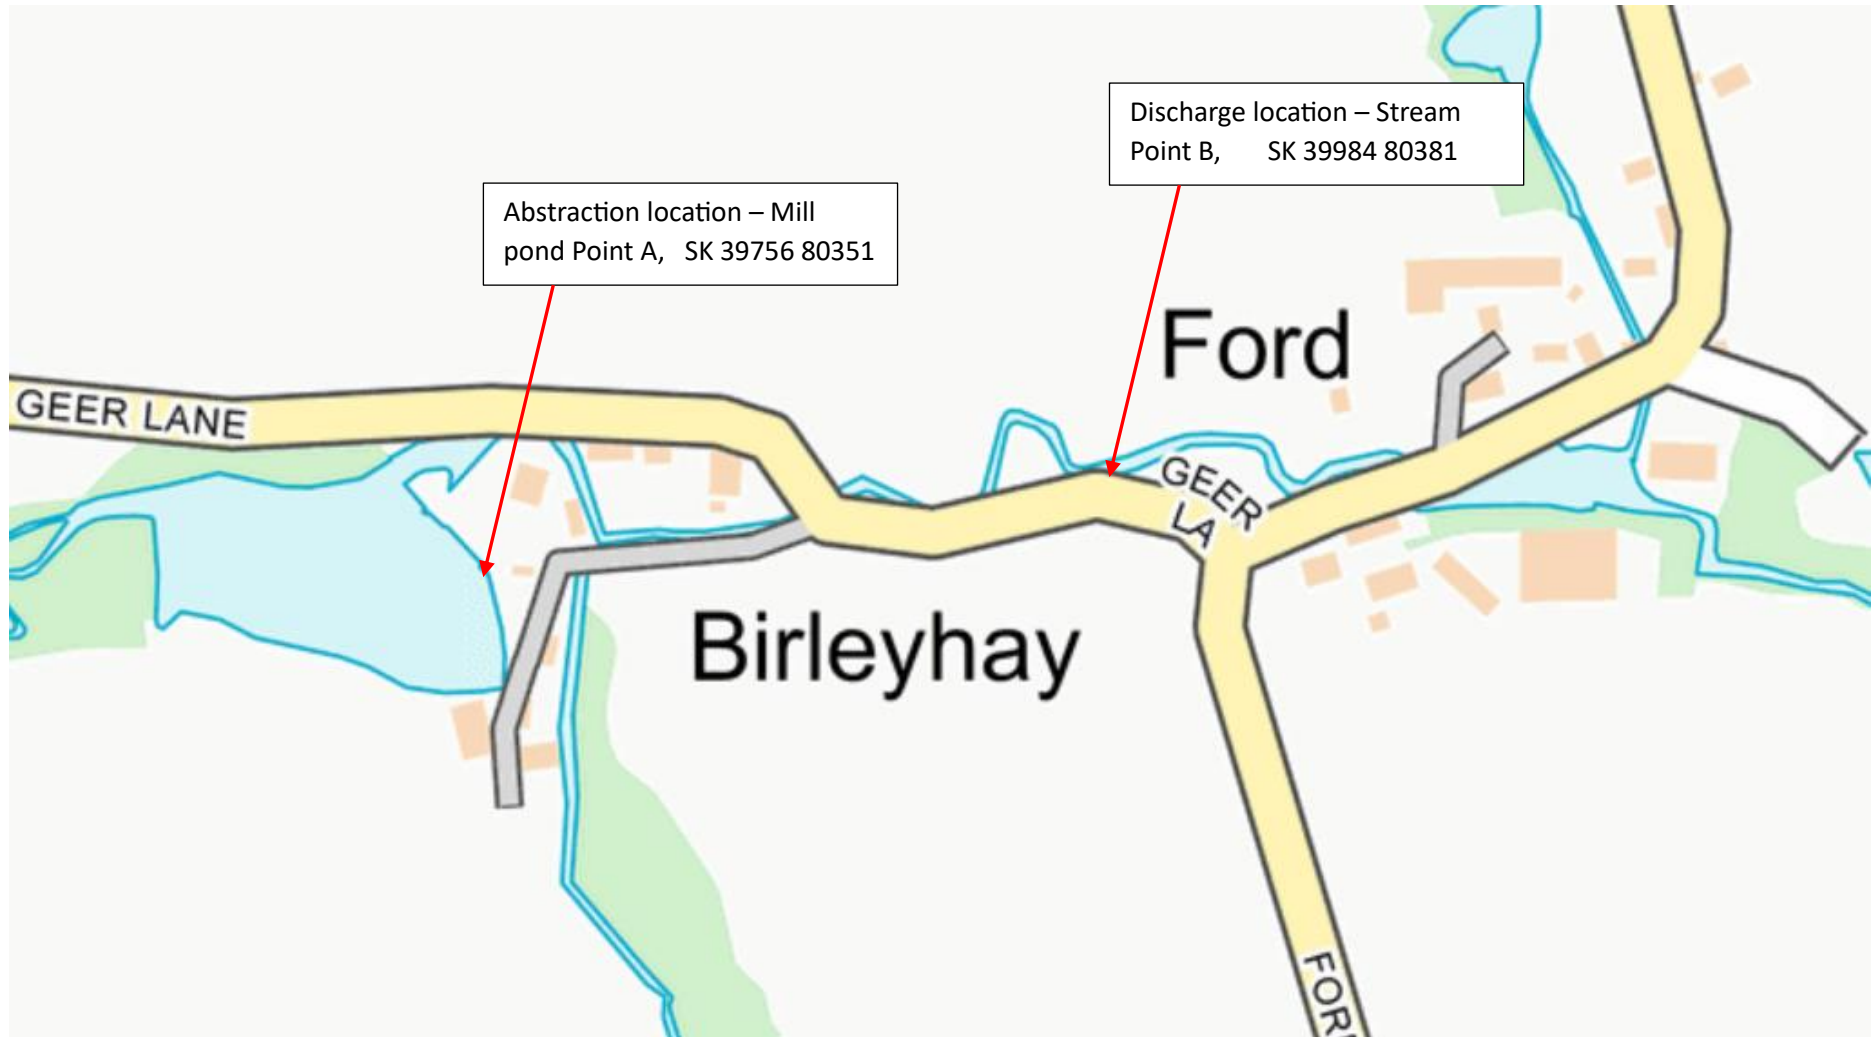 Discharge location – Stream
Point B, SK 39984 80381
Abstraction location – Mill
pond Point A, SK 39756 80351
Ford
GEER LANE
GEER
LA
Birleyhay
FOR